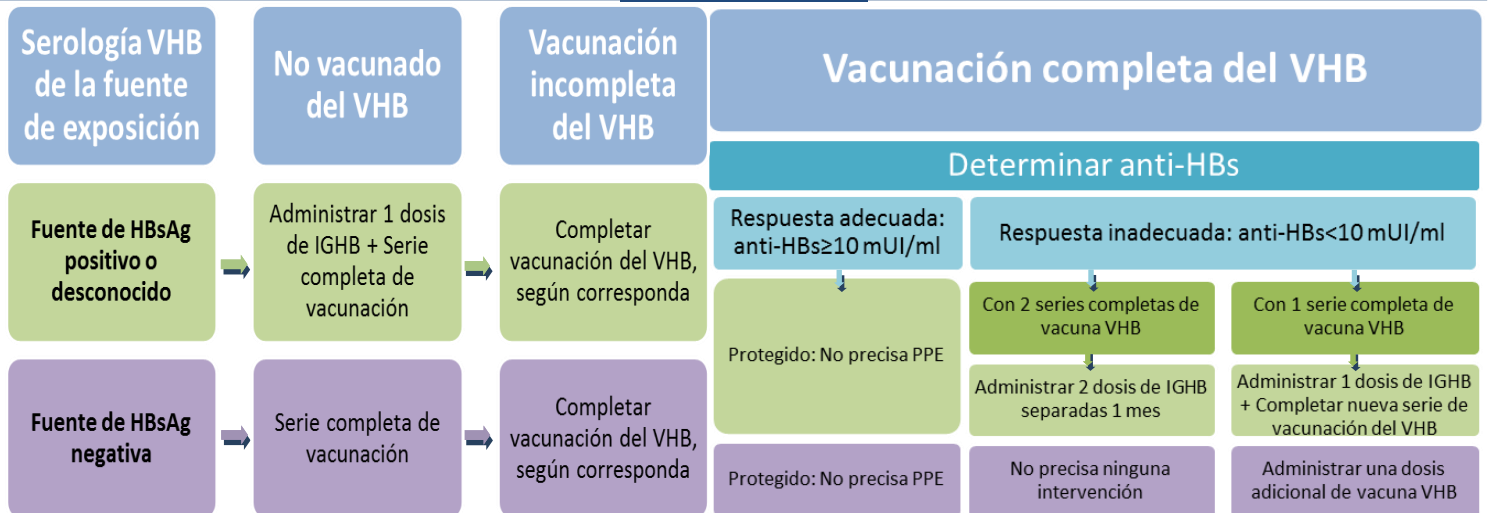 Serología VHB
de la fuente
de exposición
No vacunado
del VHB
Vacunación
incompleta
del VHB
Vacunación completa del VHB
Determinar anti-HBs
Respuesta adecuada:
anti-HBs≥10 mUI/ml
Respuesta inadecuada: anti-HBs<10 mUI/ml
Fuente de HBsAg
positivo o
desconocido
Administrar 1 dosis
de IGHB + Serie
completa de
vacunación
Completar
vacunación del VHB,
según corresponda
Protegido: No precisa PPE
Con 2 series completas de
vacuna VHB
Administrar 2 dosis de IGHB
separadas 1 mes
Con 1 serie completa de
vacuna VHB
Administrar 1 dosis de IGHB
+ Completar nueva serie de
vacunación del VHB
Fuente de HBsAg
negativa
Serie completa de
vacunación
Completar
vacunación del VHB,
según corresponda
Protegido: No precisa PPE
No precisa ninguna
intervención
Administrar una dosis
adicional de vacuna VHB